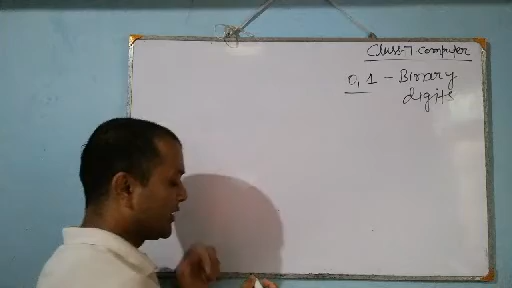 Class-7 computer
0, 1 - Binary
digits